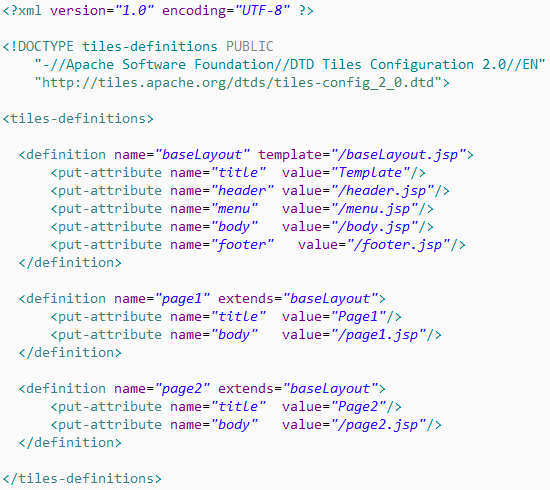 <?xml version="1.0" encoding="UTF-8" ?>

<!DOCTYPE tiles-definitions PUBLIC
    "-//Apache Software Foundation//DTD Tiles Configuration 2.0//EN"
    "http://tiles.apache.org/dtds/tiles-config_2_0.dtd">

<tiles-definitions>

  <definition name="baseLayout" template="/baseLayout.jsp">
      <put-attribute name="title"  value="Template"/>
      <put-attribute name="header" value="/header.jsp"/>
      <put-attribute name="menu"   value="/menu.jsp"/>
      <put-attribute name="body"   value="/body.jsp"/>
      <put-attribute name="footer"   value="/footer.jsp"/>
  </definition>

  <definition name="page1" extends="baseLayout">
      <put-attribute name="title"  value="Page1"/>
      <put-attribute name="body"   value="/page1.jsp"/>
  </definition>

  <definition name="page2" extends="baseLayout">
      <put-attribute name="title"  value="Page2"/>
      <put-attribute name="body"   value="/page2.jsp"/>
  </definition>

</tiles-definitions>